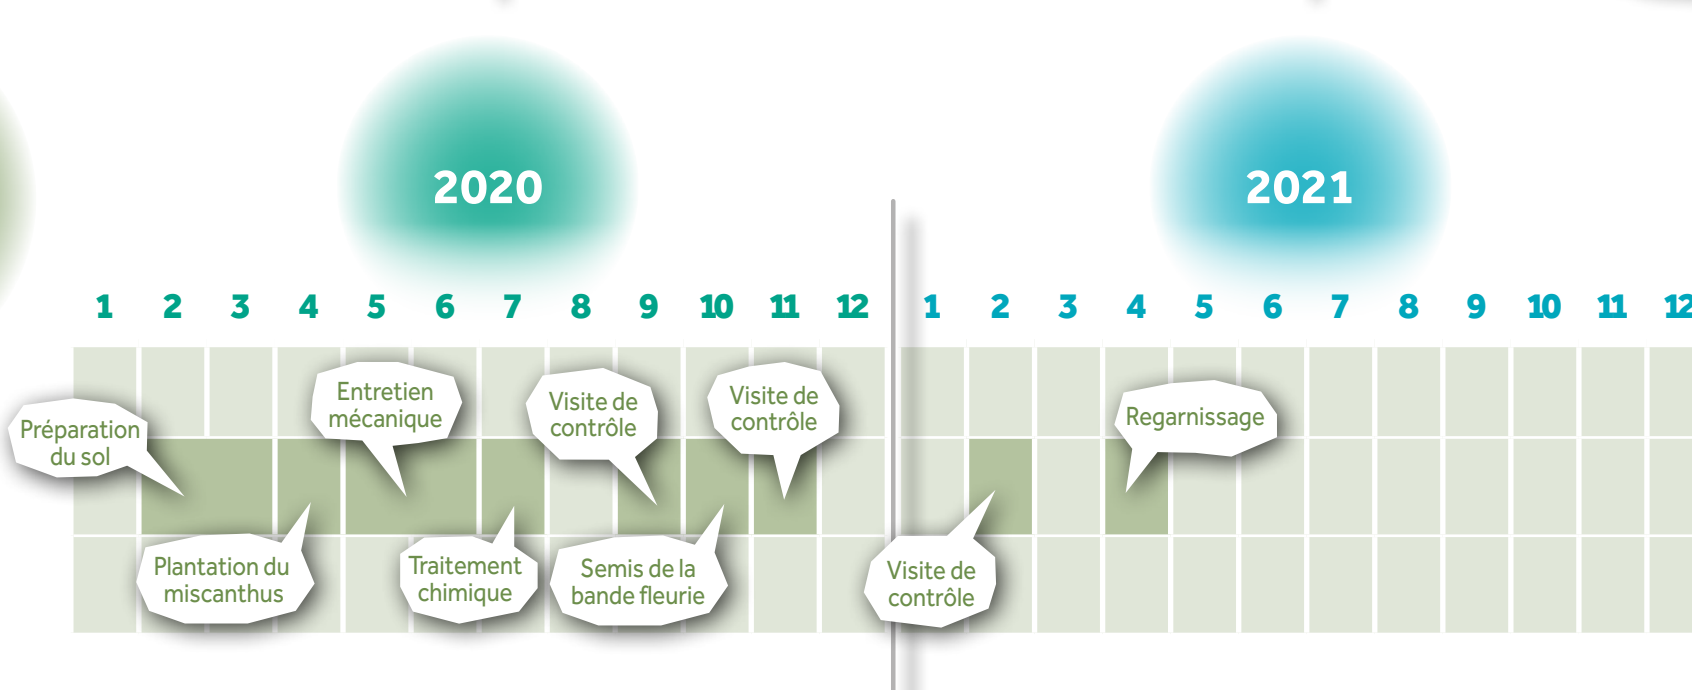 2020
2021
1 2 3 4 5 6 7 8 9 10 11 12
1 2 3 4 5 6 7 8 9 10 11 12
Préparation
du sol
Entretien
mécanique
Visite de
contrôle
Visite de
contrôle
Regarnissage
Plantation du
miscanthus
Traitement
chimique
Semis de la
bande fleurie
Visite de
contrôle